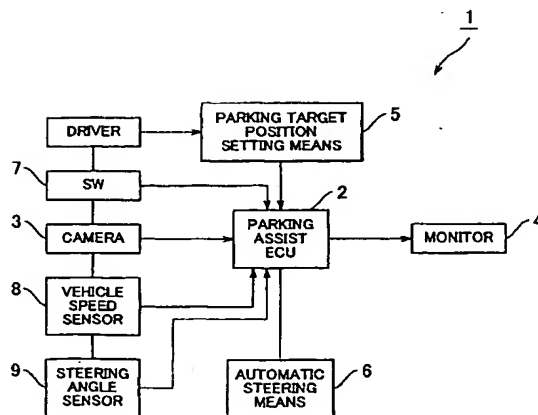 1
DRIVER
PARKING TARGET
POSITION
SETTING MEANS
5
7
SW
2
3
CAMERA
PARKING
ASSIST
ECU
MONITOR
4
8
VEHICLE
SPEED
SENSOR
9
STEERING
ANGLE
SENSOR
AUTOMATIC
STEERING
MEANS
6